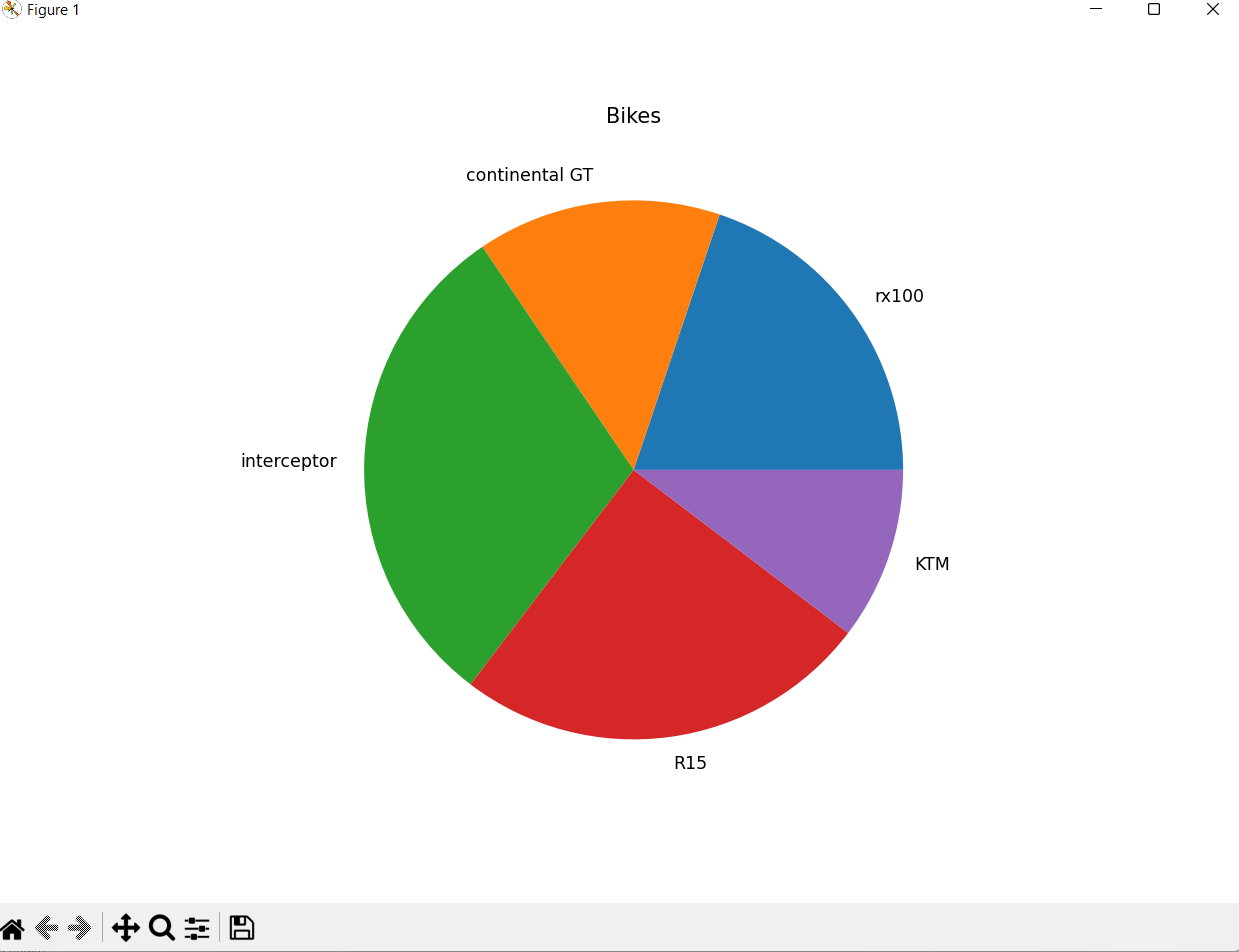 Figure 1
Bikes
continental GT
rx100
interceptor
KTM
R15